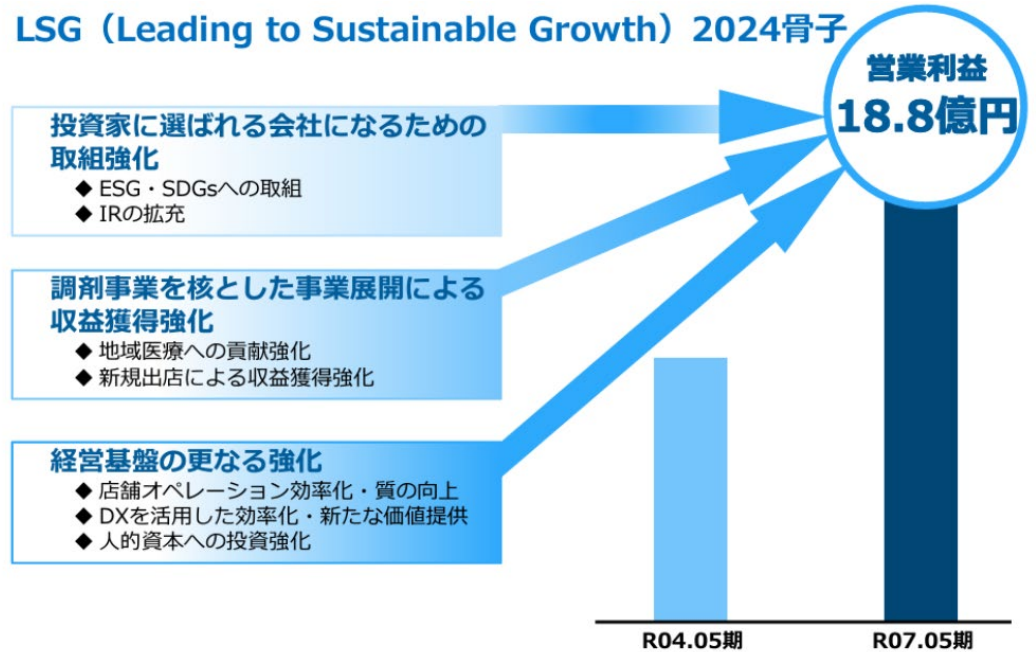 LSG（Leading to Sustainable Growth）2024骨子
営業利益
18.8億円
投資家に選ばれる会社になるための
取組強化
◆ ESG・SDGsへの取組
◆ IRの拡充
調剤事業を核とした事業展開による
収益獲得強化
◆ 地域医療への貢献強化
◆ 新規出店による収益獲得強化
経営基盤の更なる強化
◆ 店舗オペレーション効率化・質の向上
◆ DXを活用した効率化・新たな価値提供
◆ 人的資本への投資強化
R04.05期
R07.05期